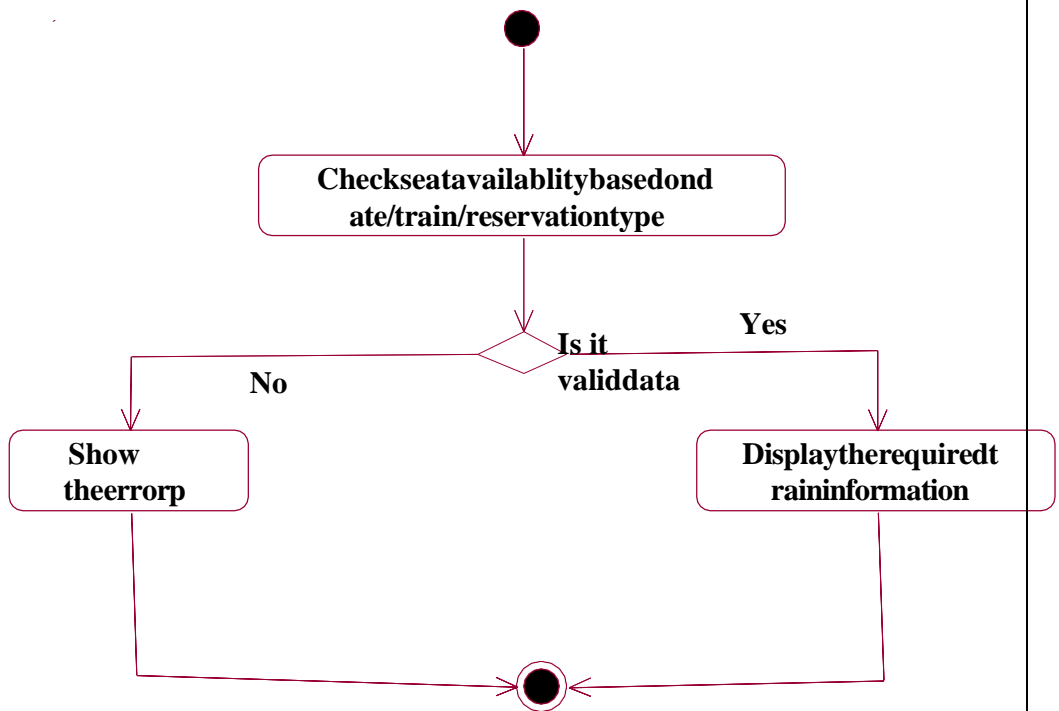 Checkseatavailablitybasedond
ate/train/reservationtype
Yes
Is it
validdata
No
Show
theerrorp
Displaytherequiredt
raininformation